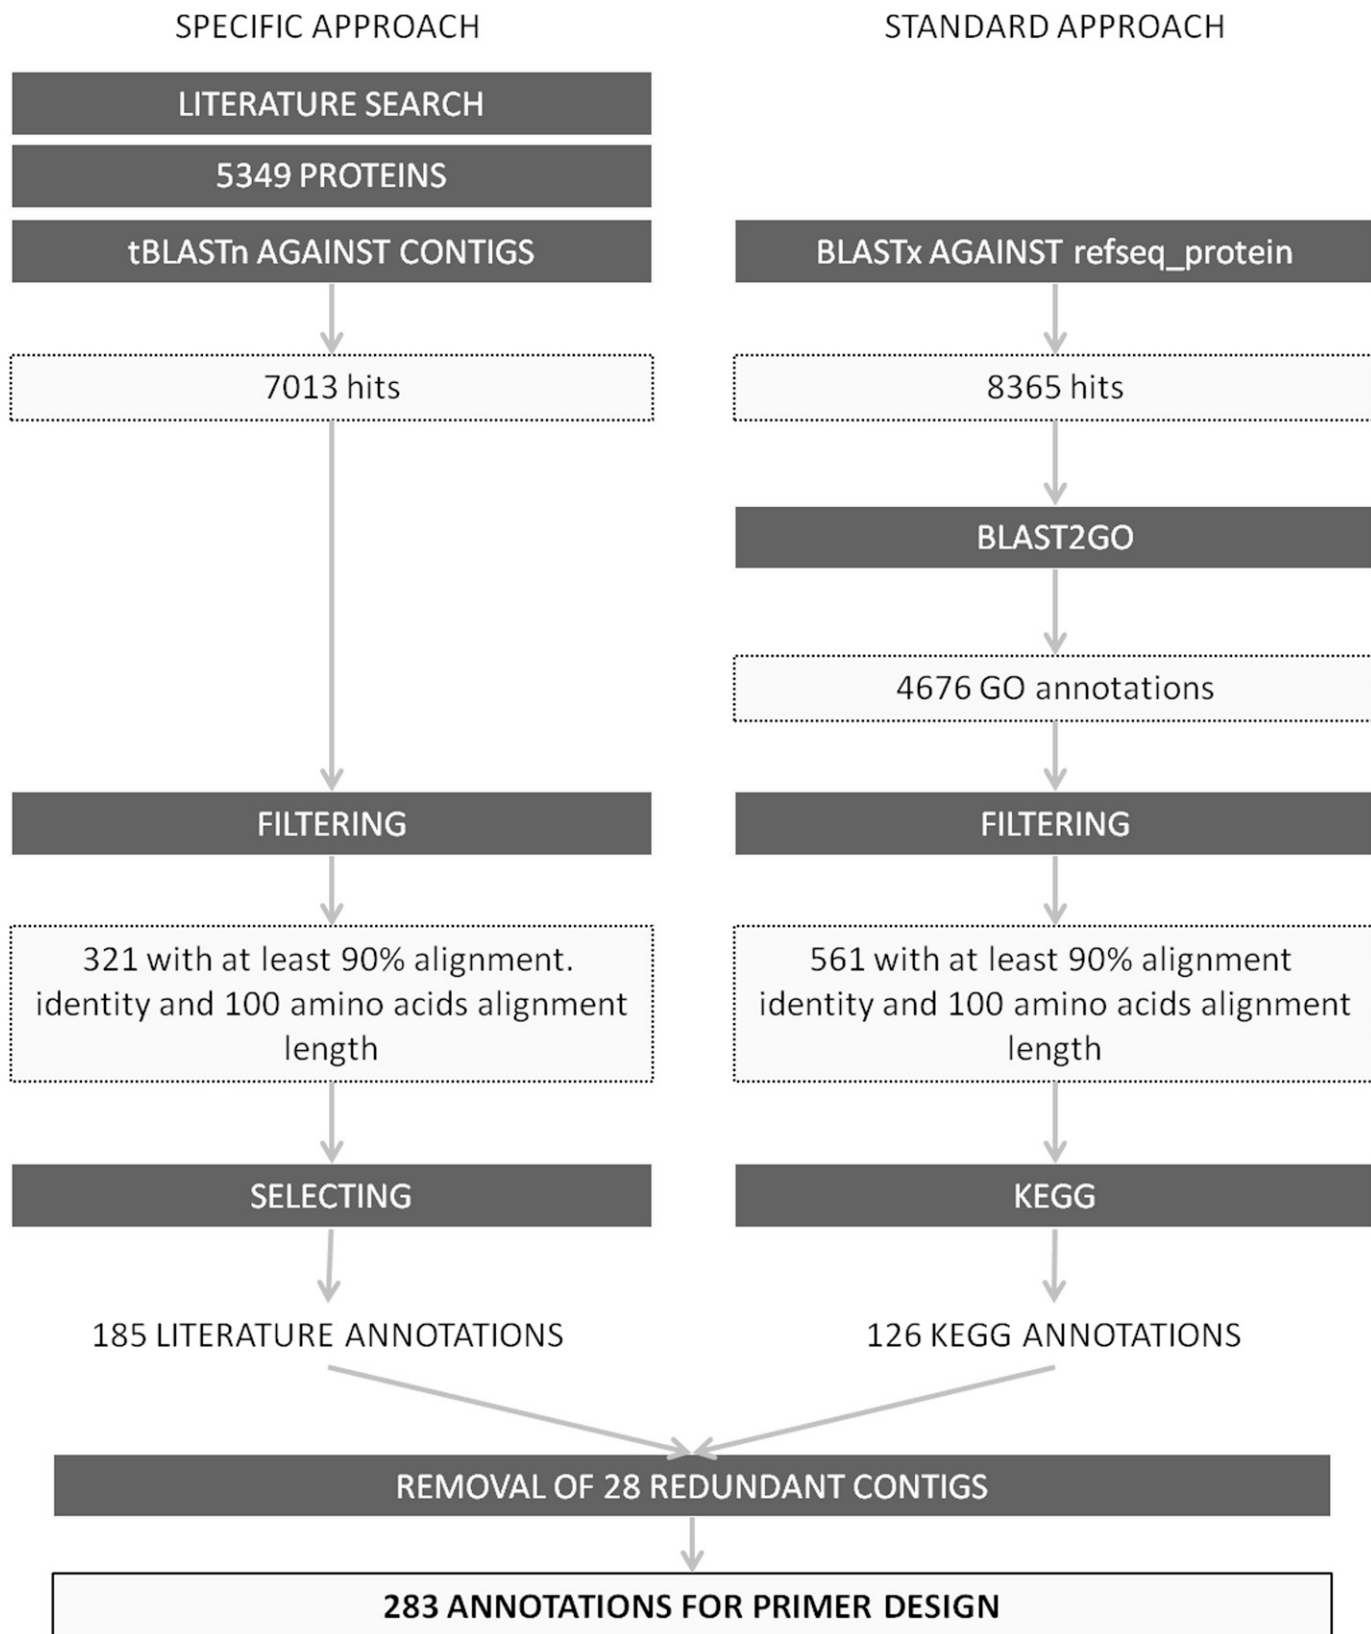 SPECIFIC APPROACH
STANDARD APPROACH
LITERATURE SEARCH
5349 PROTEINS
tBLASTn AGAINST CONTIGS
BLASTx AGAINST refseq_protein
7013 hits
8365 hits
BLAST2GO
4676 GO annotations
FILTERING
FILTERING
321 with at least 90% alignment.
identity and 100 amino acids alignment
length
561 with at least 90% alignment
identity and 100 amino acids alignment
length
SELECTING
KEGG
185 LITERATURE ANNOTATIONS
126 KEGG ANNOTATIONS
REMOVAL OF 28 REDUNDANT CONTIGS
283 ANNOTATIONS FOR PRIMER DESIGN